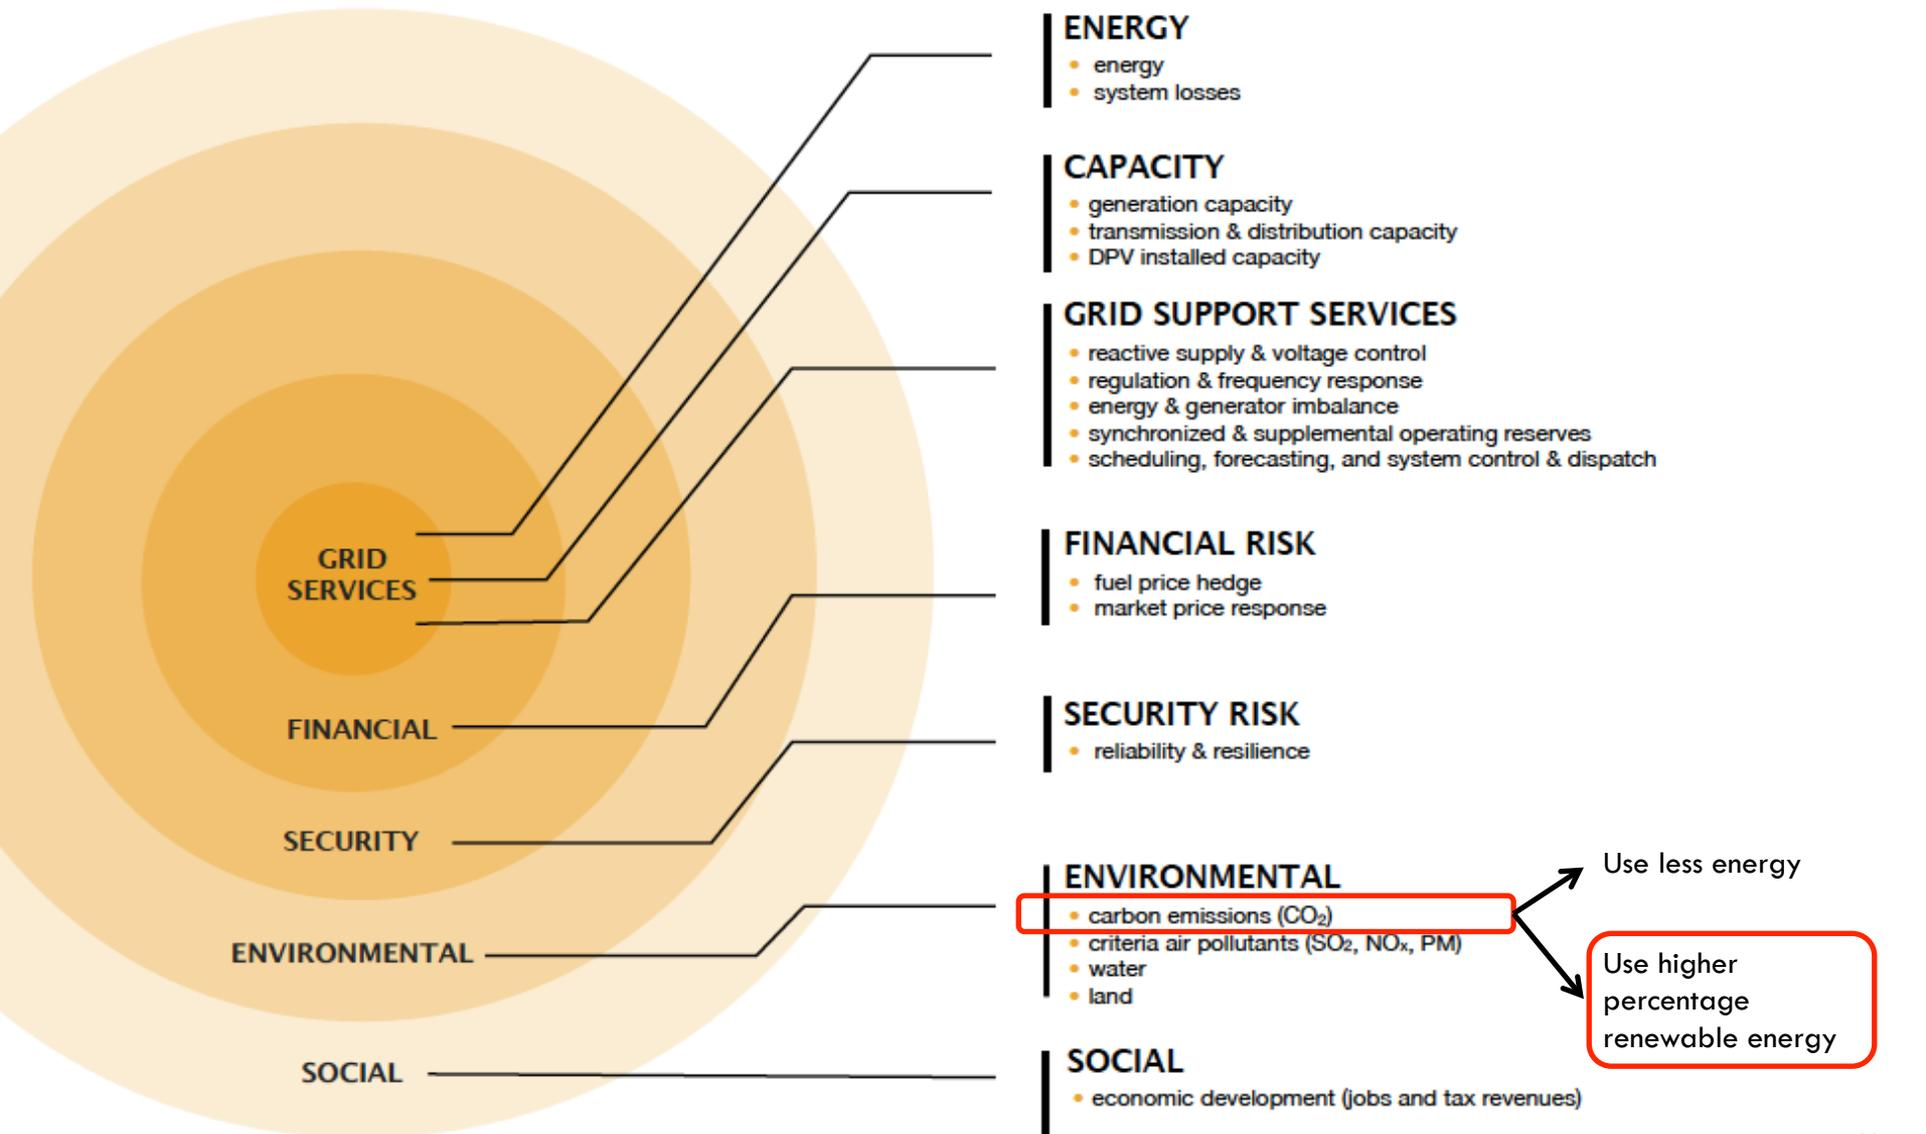 ENERGY
• energy
• system losses
CAPACITY
• generation capacity
• transmission & distribution capacity
• DPV installed capacity
GRID SUPPORT SERVICES
• reactive supply & voltage control
• regulation & frequency response
• energy & generator imbalance
• synchronized & supplemental operating reserves
• scheduling, forecasting, and system control & dispatch
GRID
SERVICES
FINANCIAL RISK
• fuel price hedge
• market price response
FINANCIAL
SECURITY RISK
• reliability & resilience
SECURITY
ENVIRONMENTAL
• carbon emissions (CO₂)
• criteria air pollutants (SO₂, NOₓ, PM)
• water
• land
Use less energy
Use higher
percentage
renewable energy
ENVIRONMENTAL
SOCIAL
• economic development (jobs and tax revenues)
SOCIAL